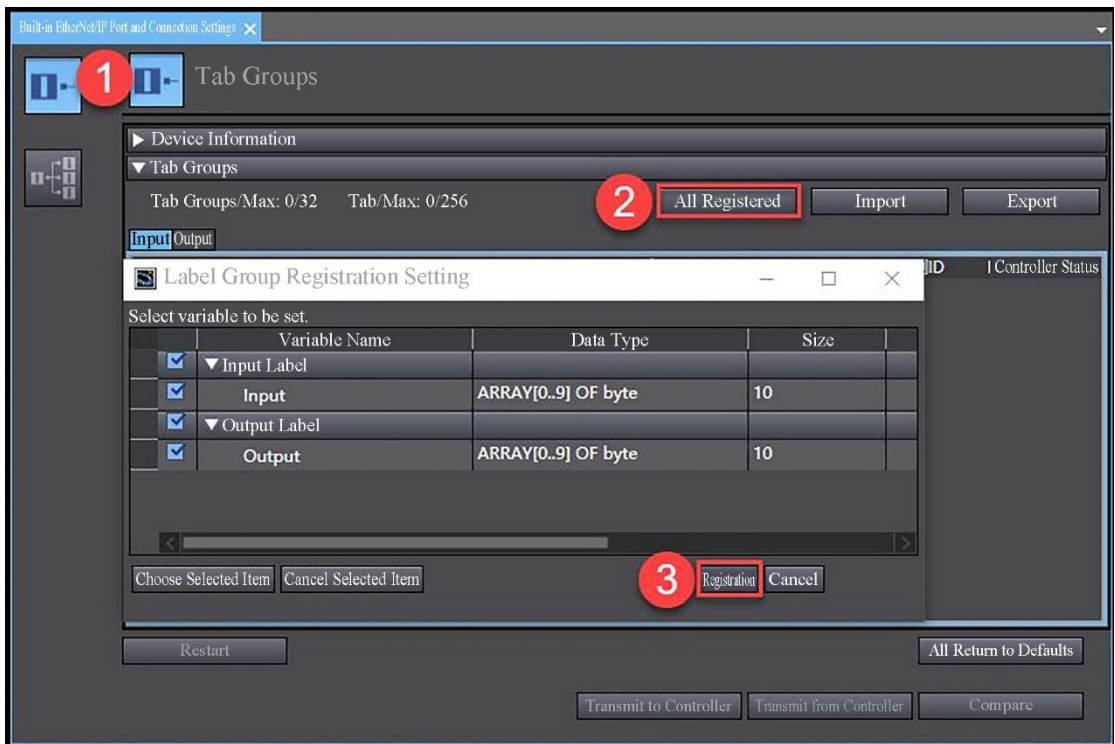 Built-in EtherNet/IP Port and Connection Settings
1
Tab Groups
Device Information
Tab Groups
Tab Groups/Max: 0/32 Tab/Max: 0/256
2
All Registered
Import
Export
Input Output
ID
Controller Status
Label Group Registration Setting
Select variable to be set.
Variable Name Data Type Size
Input Label
Input ARRAY[0..9] OF byte 10
Output Label
Output ARRAY[0..9] OF byte 10
Choose Selected Item Cancel Selected Item
3
Registration Cancel
Restart
All Return to Defaults
Transmit to Controller Transmit from Controller Compare